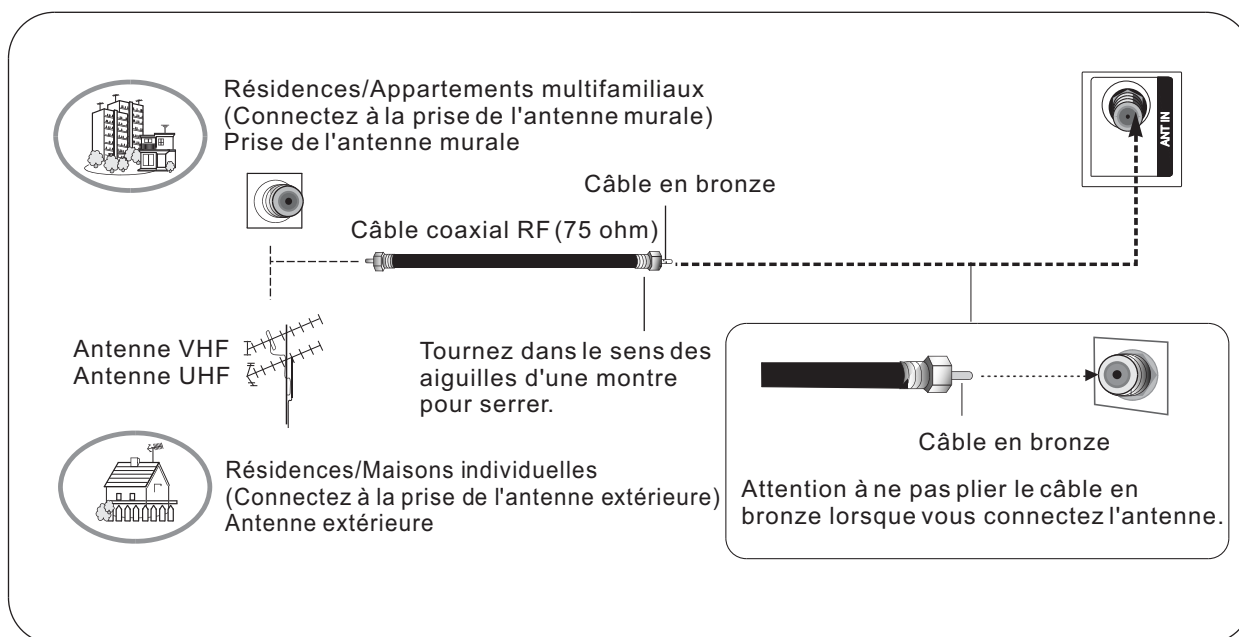 Résidences/Appartements multifamiliaux
(Connectez à la prise de l'antenne murale)
Prise de l'antenne murale
ANT IN
Câble en bronze
Câble coaxial RF (75 ohm)
Antenne VHF
Antenne UHF
Tournez dans le sens des
aiguilles d'une montre
pour serrer.
Câble en bronze
Attention à ne pas plier le câble en
bronze lorsque vous connectez l'antenne.
Résidences/Maisons individuelles
(Connectez à la prise de l'antenne extérieure)
Antenne extérieure